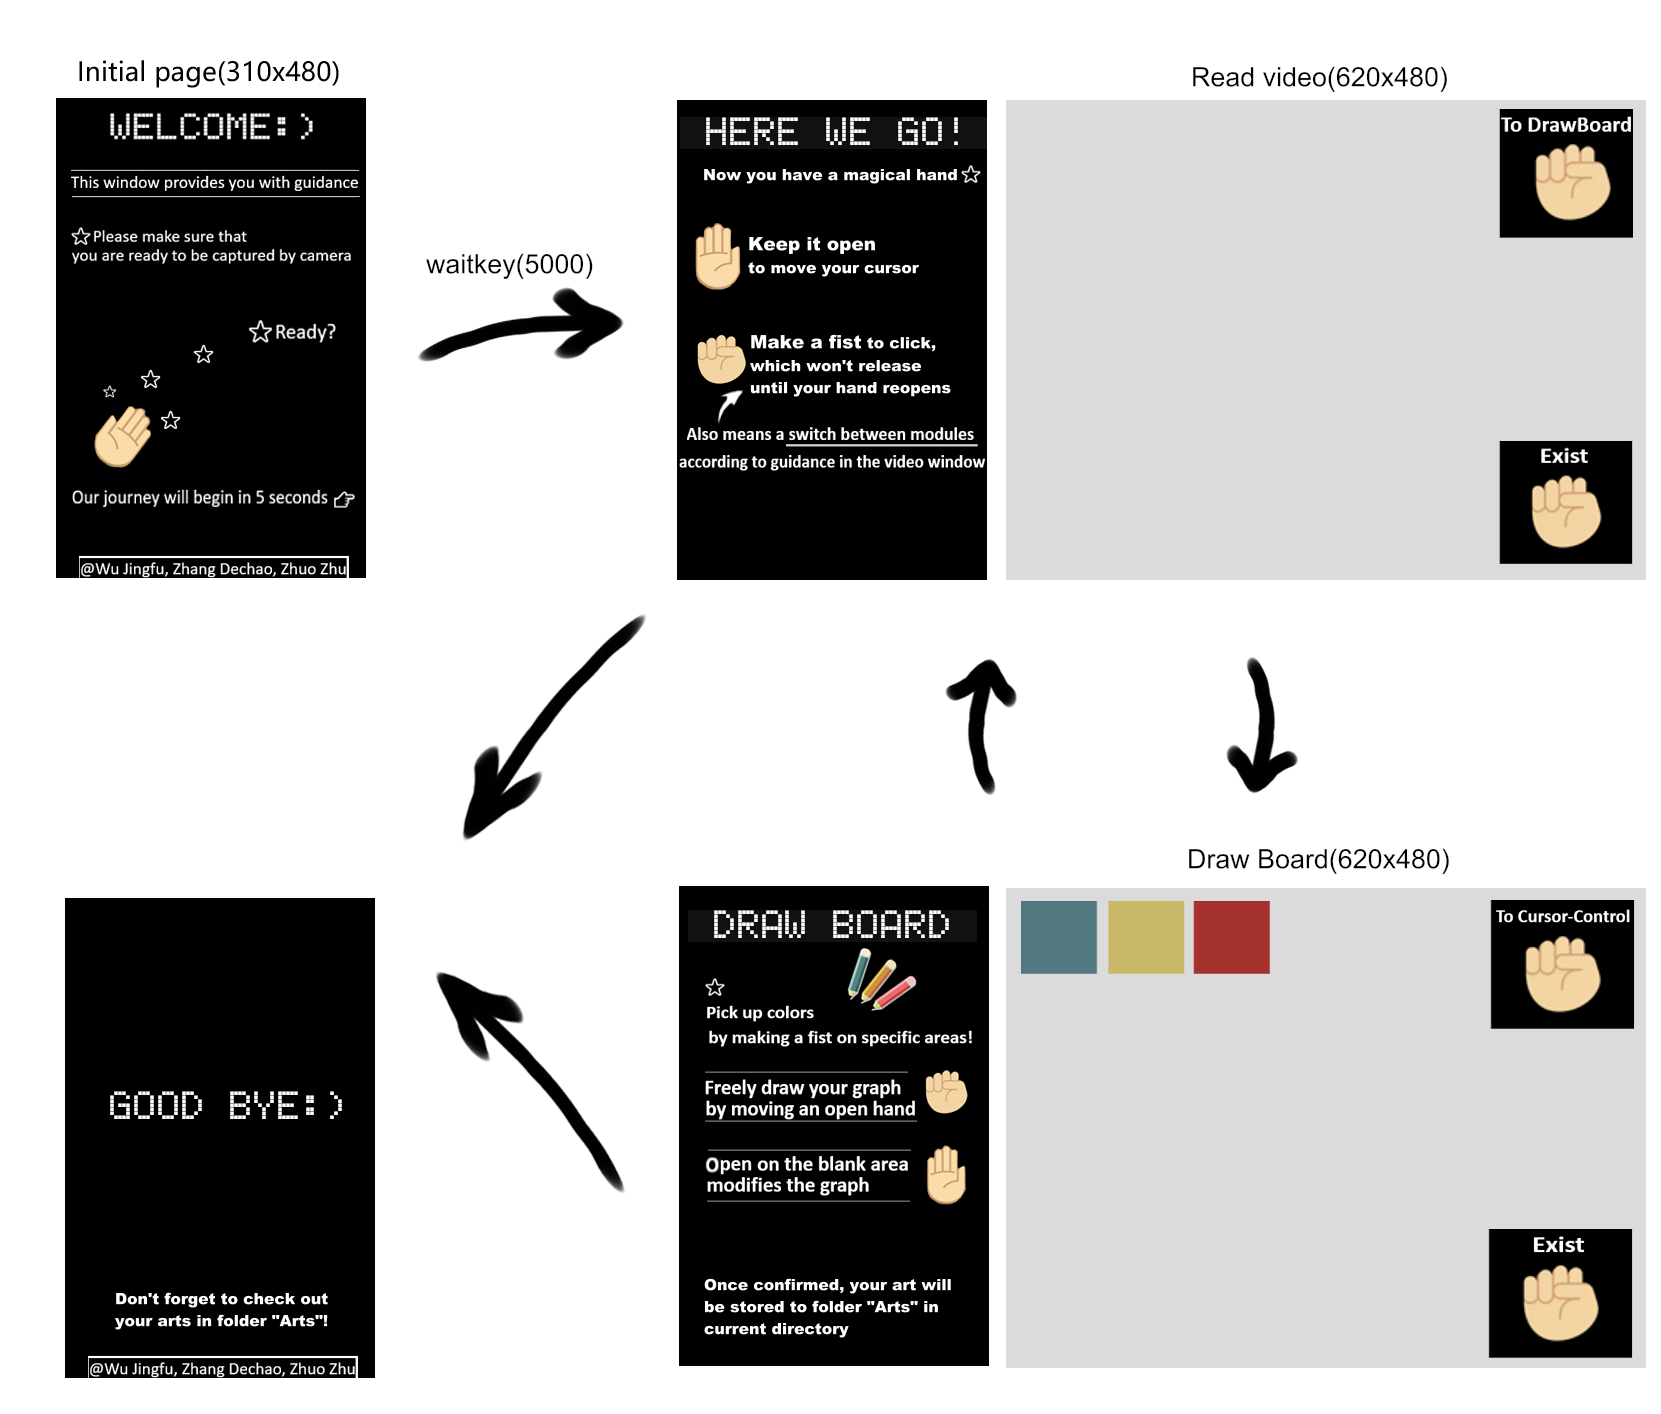 Initial page(310x480)
WELCOME:)
This window provides you with guidance
Please make sure that
you are ready to be captured by camera
Ready?
Our journey will begin in 5 seconds
@Wu Jingfu, Zhang Dechao, Zhuo Zhu
waitkey(5000)
HERE WE GO!
Now you have a magical hand
Keep it open
to move your cursor
Make a fist to click,
which won't release
until your hand reopens
Also means a switch between modules
according to guidance in the video window
Read video(620x480)
To DrawBoard
Exist
GOOD BYE:)
Don't forget to check out
your arts in folder "Arts"!
@Wu Jingfu, Zhang Dechao, Zhuo Zhu
DRAW BOARD
Pick up colors
by making a fist on specific areas!
Freely draw your graph
by moving an open hand
Open on the blank area
modifies the graph
Once confirmed, your art will
be stored to folder "Arts" in
current directory
Draw Board(620x480)
To Cursor-Control
Exist